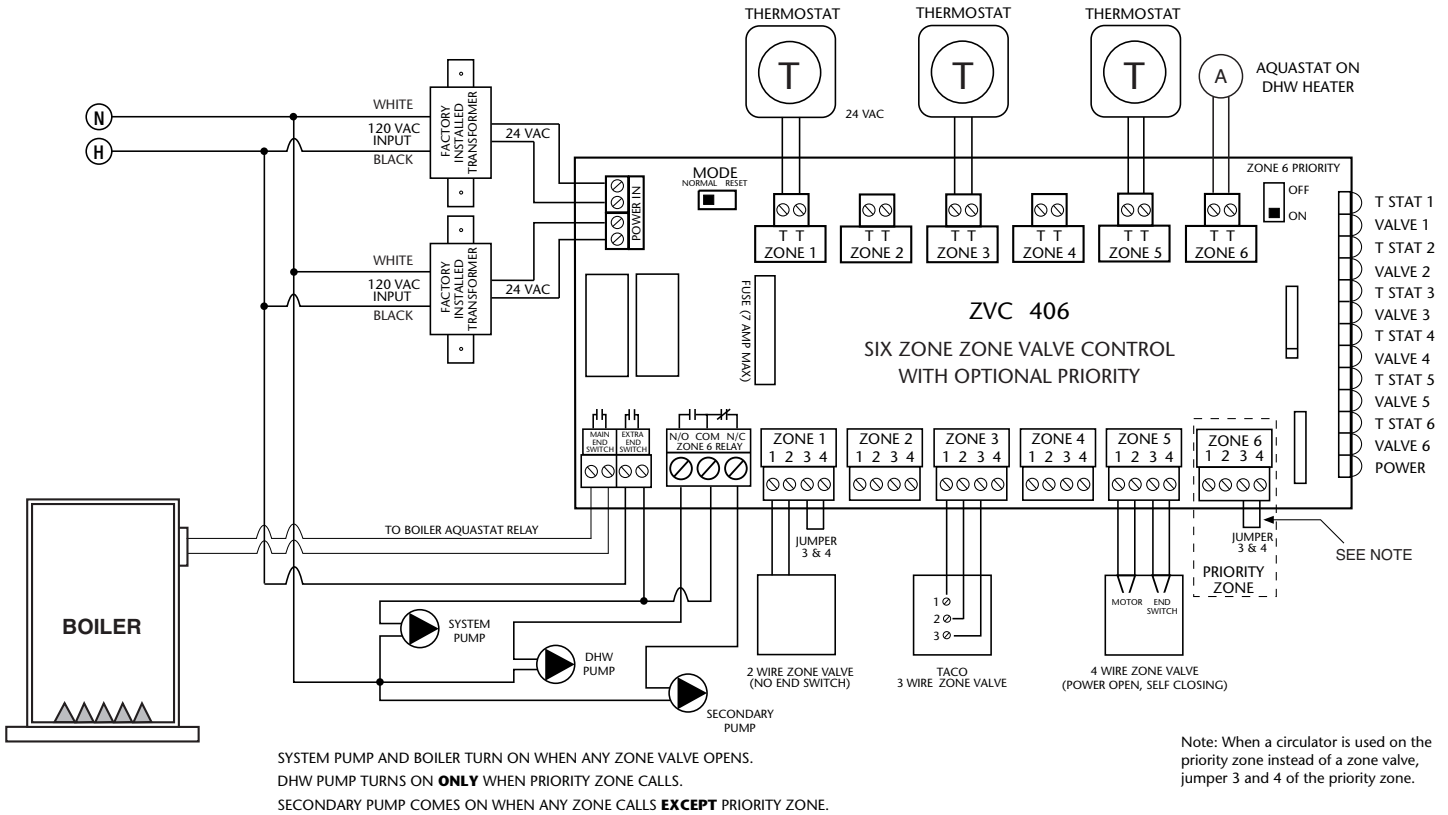 THERMOSTAT
THERMOSTAT
THERMOSTAT
T
T
T
A
AQUASTAT ON
DHW HEATER
24 VAC
N
H
WHITE
120 VAC
INPUT
BLACK
FACTORY
INSTALLED
TRANSFORMER
24 VAC
WHITE
120 VAC
INPUT
BLACK
FACTORY
INSTALLED
TRANSFORMER
24 VAC
POWER IN
MODE
NORMAL RESET
ZONE 6 PRIORITY
OFF
ON
T T
ZONE 1
T T
ZONE 2
T T
ZONE 3
T T
ZONE 4
T T
ZONE 5
T T
ZONE 6
T STAT 1
VALVE 1
T STAT 2
VALVE 2
T STAT 3
VALVE 3
T STAT 4
VALVE 4
T STAT 5
VALVE 5
T STAT 6
VALVE 6
POWER
FUSE (7 AMP MAX)
ZVC 406
SIX ZONE ZONE VALVE CONTROL
WITH OPTIONAL PRIORITY
MAIN
END
SWITCH
EXTRA
END
SWITCH
N/O COM N/C
ZONE 6 RELAY
ZONE 1
1 2 3 4
ZONE 2
1 2 3 4
ZONE 3
1 2 3 4
ZONE 4
1 2 3 4
ZONE 5
1 2 3 4
ZONE 6
1 2 3 4
TO BOILER AQUASTAT RELAY
JUMPER
3 & 4
JUMPER
3 & 4
SEE NOTE
PRIORITY
ZONE
BOILER
SYSTEM
PUMP
DHW
PUMP
SECONDARY
PUMP
2 WIRE ZONE VALVE
(NO END SWITCH)
1
2
3
TACO
3 WIRE ZONE VALVE
MOTOR
END
SWITCH
4 WIRE ZONE VALVE
(POWER OPEN, SELF CLOSING)
SYSTEM PUMP AND BOILER TURN ON WHEN ANY ZONE VALVE OPENS.
DHW PUMP TURNS ON ONLY WHEN PRIORITY ZONE CALLS.
SECONDARY PUMP COMES ON WHEN ANY ZONE CALLS EXCEPT PRIORITY ZONE.
Note: When a circulator is used on the
priority zone instead of a zone valve,
jumper 3 and 4 of the priority zone.